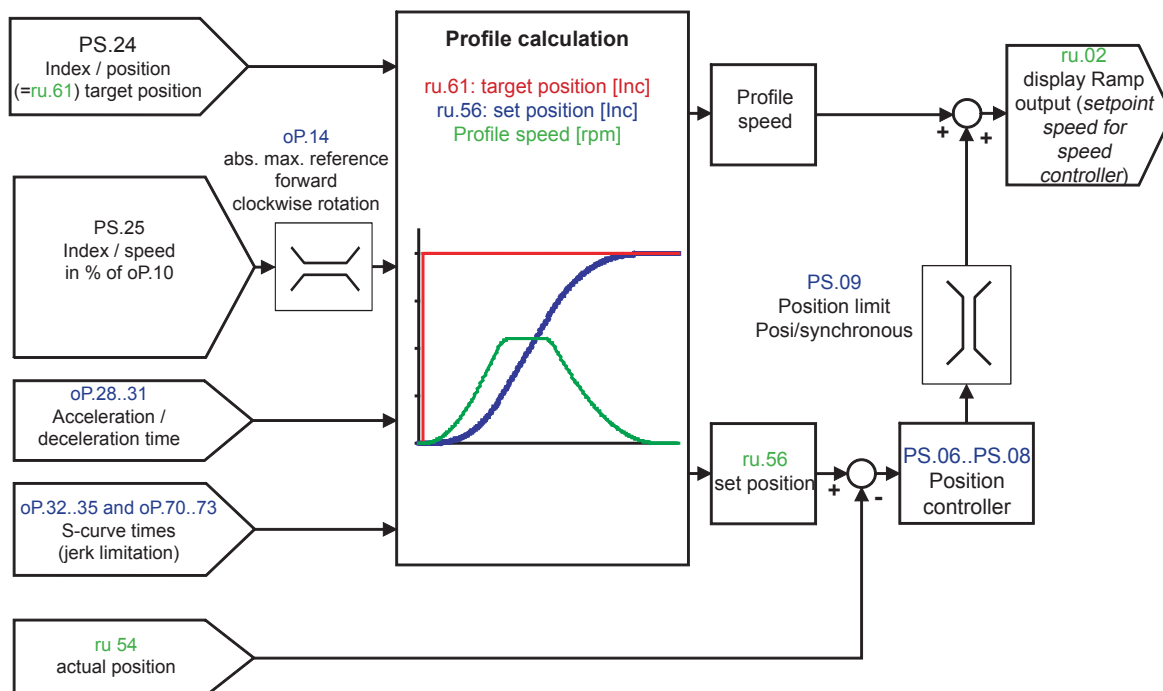 PS.24
Index / position
(=ru.61) target position
oP.14
abs. max. reference
forward
clockwise rotation
PS.25
Index / speed
in % of oP.10
oP.28..31
Acceleration /
deceleration time
oP.32..35 and oP.70..73
S-curve times
(jerk limitation)
ru 54
actual position
Profile calculation
ru.61: target position [Inc]
ru.56: set position [Inc]
Profile speed [rpm]
Profile
speed
+
+
ru.02
display Ramp
output (setpoint
speed for
speed
controller)
PS.09
Position limit
Posi/synchronous
ru.56
set position
+
-
PS.06..PS.08
Position
controller